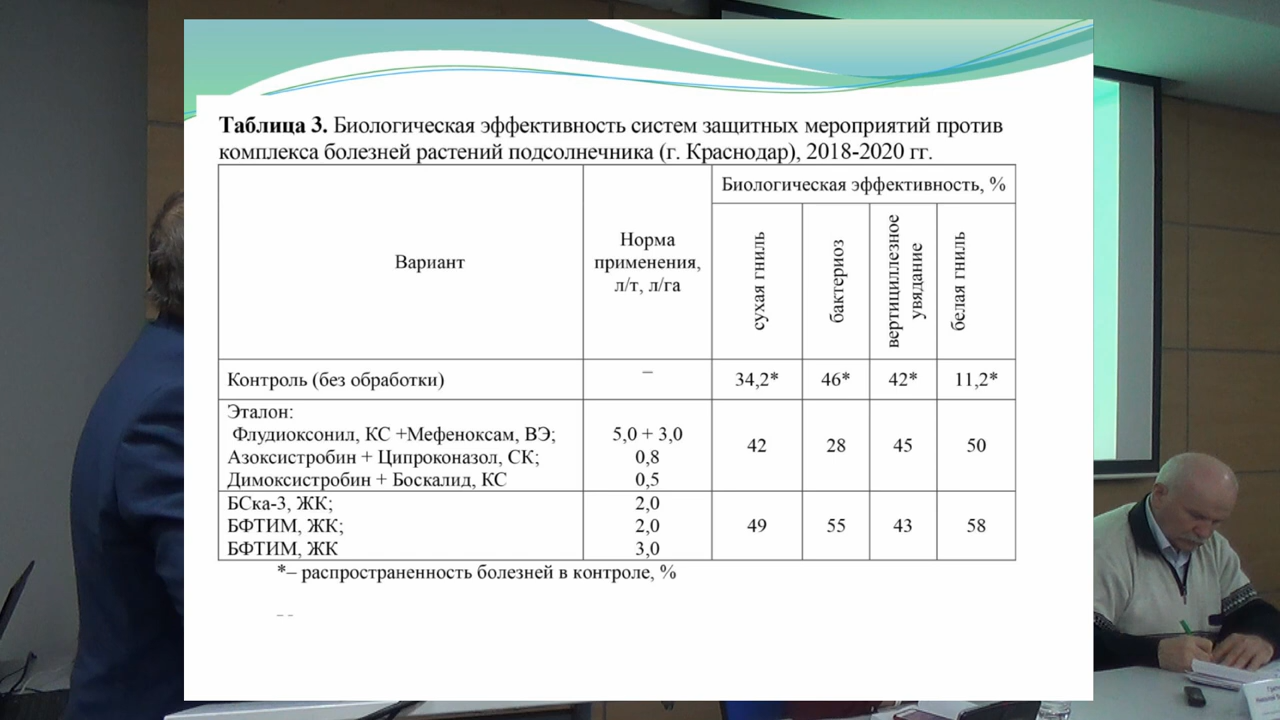 Таблица 3. Биологическая эффективность систем защитных мероприятий против
комплекса болезней растений подсолнечника (г. Краснодар), 2018-2020 гг.
Вариант
Норма
применения,
л/т, л/га
Биологическая эффективность, %
сухая гниль
бактериоз
вертициллезное
увядание
белая гниль
Контроль (без обработки) – 34,2* 46* 42* 11,2*
Эталон:
Флудиоксонил, КС +Мефеноксам, ВЭ; 5,0 + 3,0
Азоксистробин + Ципроконазол, СК; 0,8 42 28 45 50
Димоксистробин + Боскалид, КС 0,5
БСка-3, ЖК; 2,0
БФТИМ, ЖК; 2,0 49 55 43 58
БФТИМ, ЖК 3,0
*– распространенность болезней в контроле, %